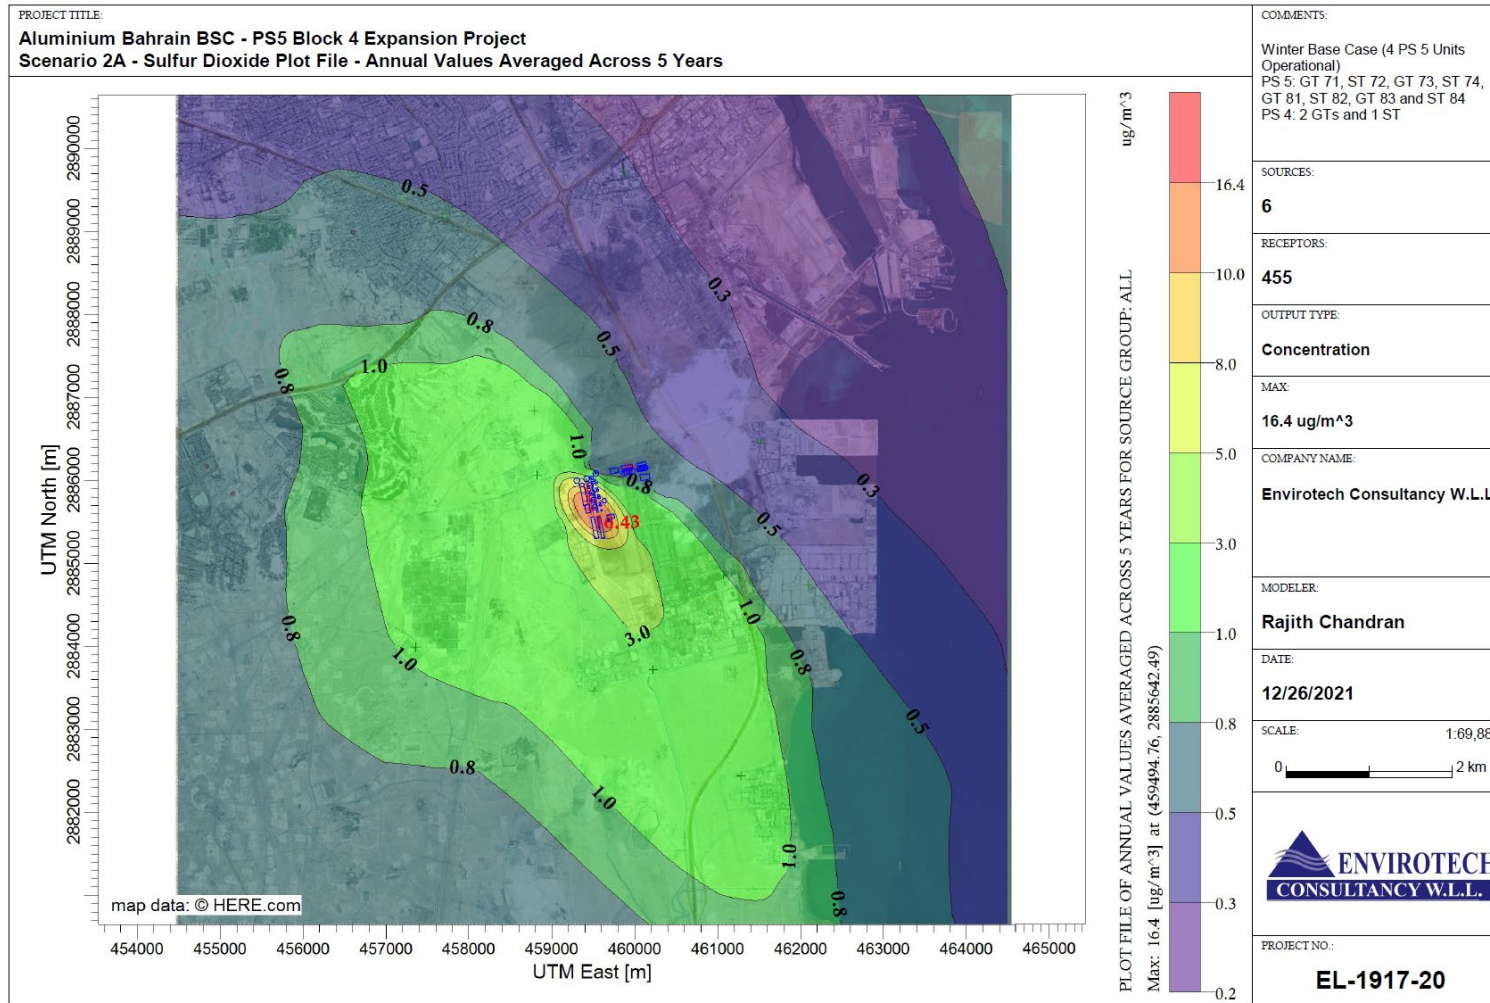 PROJECT TITLE:
Aluminium Bahrain BSC - PS5 Block 4 Expansion Project
Scenario 2A - Sulfur Dioxide Plot File - Annual Values Averaged Across 5 Years
COMMENTS:
Winter Base Case (4 PS 5 Units
Operational)
PS 5: GT 71, ST 72, GT 73, ST 74,
GT 81, ST 82, GT 83 and ST 84
PS 4: 2 GTs and 1 ST
SOURCES:
6
RECEPTORS:
455
OUTPUT TYPE:
Concentration
MAX:
16.4 ug/m^3
COMPANY NAME:
Envirotech Consultancy W.L.L
MODELER:
Rajith Chandran
DATE:
12/26/2021
SCALE:
1:69,88
0
2 km
ENVIROTECH
CONSULTANCY W.L.L.
PROJECT NO.:
EL-1917-20
UTM North [m]
2890000
2889000
2888000
2887000
2886000
2885000
2884000
2883000
2882000
0.5
0.3
0.8
0.5
1.0
0.8
1.0
0.8
0.3
16.43
0.5
1.0
3.0
0.8
0.8
1.0
0.5
0.8
1.0
1.0
0.8
map data: © HERE.com
454000 455000 456000 457000 458000 459000 460000 461000 462000 463000 464000 465000
UTM East [m]
PLOT FILE OF ANNUAL VALUES AVERAGED ACROSS 5 YEARS FOR SOURCE GROUP: ALL
ug/m^3
Max: 16.4 [ug/m^3] at (459494.76, 2885642.49)
16.4
10.0
8.0
5.0
3.0
1.0
0.8
0.5
0.3
0.2